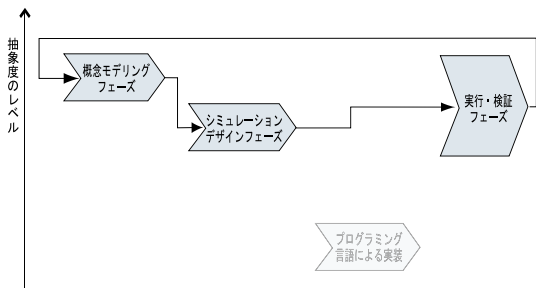 抽象度のレベル
概念モデリング
フェーズ
シミュレーション
デザインフェーズ
実行・検証
フェーズ
プログラミング
言語による実装